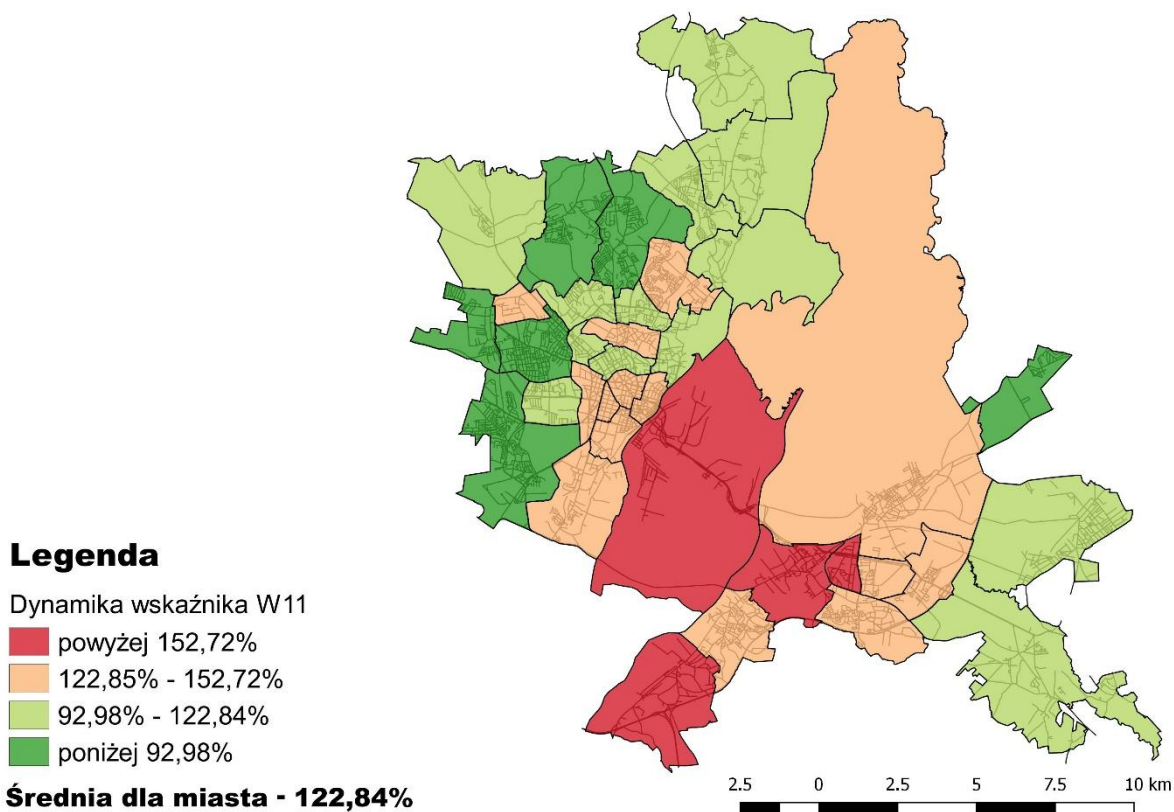 Legenda
Dynamika wskaźnika W11
powyżej 152,72%
122,85% - 152,72%
92,98% - 122,84%
poniżej 92,98%
Średnia dla miasta - 122,84%
2.5 0 2.5 5 7.5 10 km